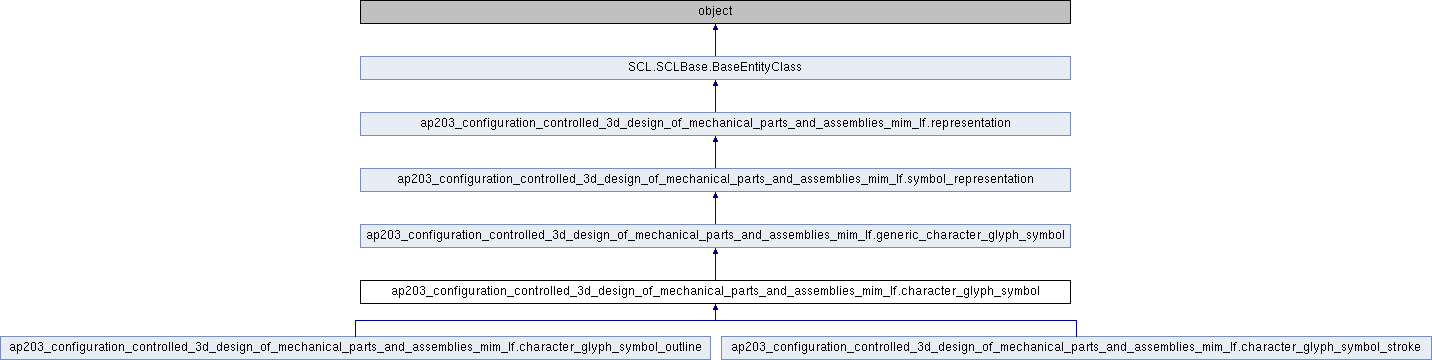 object
SCL.SCLBase.BaseEntityClass
ap203_configuration_controlled_3d_design_of_mechanical_parts_and_assemblies_mim_lf.representation
ap203_configuration_controlled_3d_design_of_mechanical_parts_and_assemblies_mim_lf.symbol_representation
ap203_configuration_controlled_3d_design_of_mechanical_parts_and_assemblies_mim_lf.generic_character_glyph_symbol
ap203_configuration_controlled_3d_design_of_mechanical_parts_and_assemblies_mim_lf.character_glyph_symbol
ap203_configuration_controlled_3d_design_of_mechanical_parts_and_assemblies_mim_lf.character_glyph_symbol_outline
ap203_configuration_controlled_3d_design_of_mechanical_parts_and_assemblies_mim_lf.character_glyph_symbol_stroke